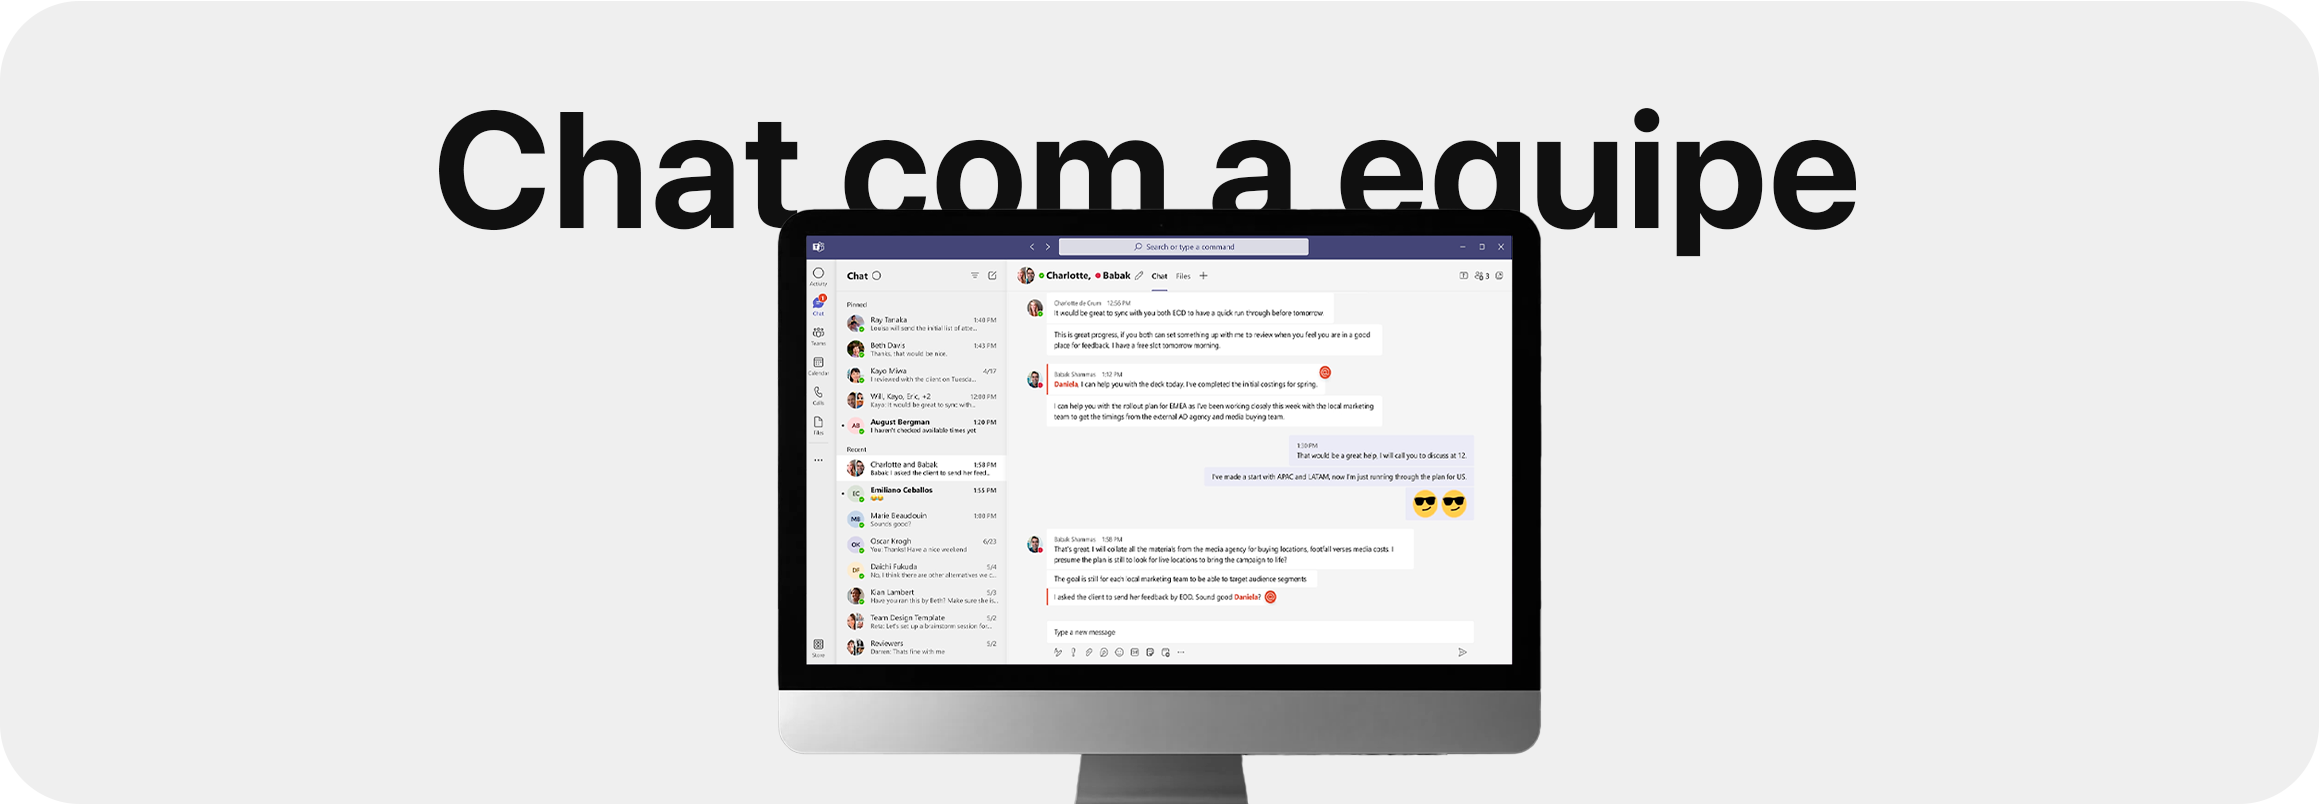 Chat com a equipe
Search or type a command
Activity
Chat
Teams
Calendar
Calls
Files
Store
Chat
Pinned
Ray Tanaka 1:40 PM
Louisa will send the initial list of atte...
Beth Davis 1:43 PM
Thanks, that would be nice.
Kayo Miwa 4/17
I reviewed with the client on Tuesda...
Will, Kayo, Eric, +2 12:00 PM
Kayo: It would be great to sync with...
AB
August Bergman 1:20 PM
I haven't checked available times yet
Recent
Charlotte and Babak 1:58 PM
Babak: I asked the client to send her feed...
EC
Emiliano Ceballos 1:55 PM
😂😂
MB
Marie Beaudouin 1:00 PM
Sounds good?
OK
Oscar Krogh 6/23
You: Thanks! Have a nice weekend
DF
Daichi Fukuda 5/4
No, I think there are other alternatives we c...
Kian Lambert 5/3
Have you ran this by Beth? Make sure she is...
Team Design Template 5/2
Reta: Let's set up a brainstorm session for...
Reviewers 5/2
Darren: Thats fine with me
Charlotte, Babak Chat Files 3
Charlotte de Crum 12:56 PM
It would be great to sync with you both EOD to have a quick run through before tomorrow.
This is great progress, if you both can set something up with me to review when you feel you are in a good
place for feedback. I have a free slot tomorrow morning.
Babak Shammas 1:12 PM
Daniela, I can help you with the deck today. I've completed the initial costings for spring.
I can help you with the rollout plan for EMEA as I've been working closely this week with the local marketing
team to get the timings from the external AD agency and media buying team.
1:30 PM
That would be a great help, I will call you to discuss at 12.
I've made a start with APAC and LATAM, now I'm just running through the plan for US.
😎😎
Babak Shammas 1:58 PM
That's great. I will collate all the materials from the media agency for buying locations, footfall verses media costs. I
presume the plan is still to look for live locations to bring the campaign to life?
The goal is still for each local marketing team to be able to target audience segments
I asked the client to send her feedback by EOD. Sound good Daniela?
Type a new message